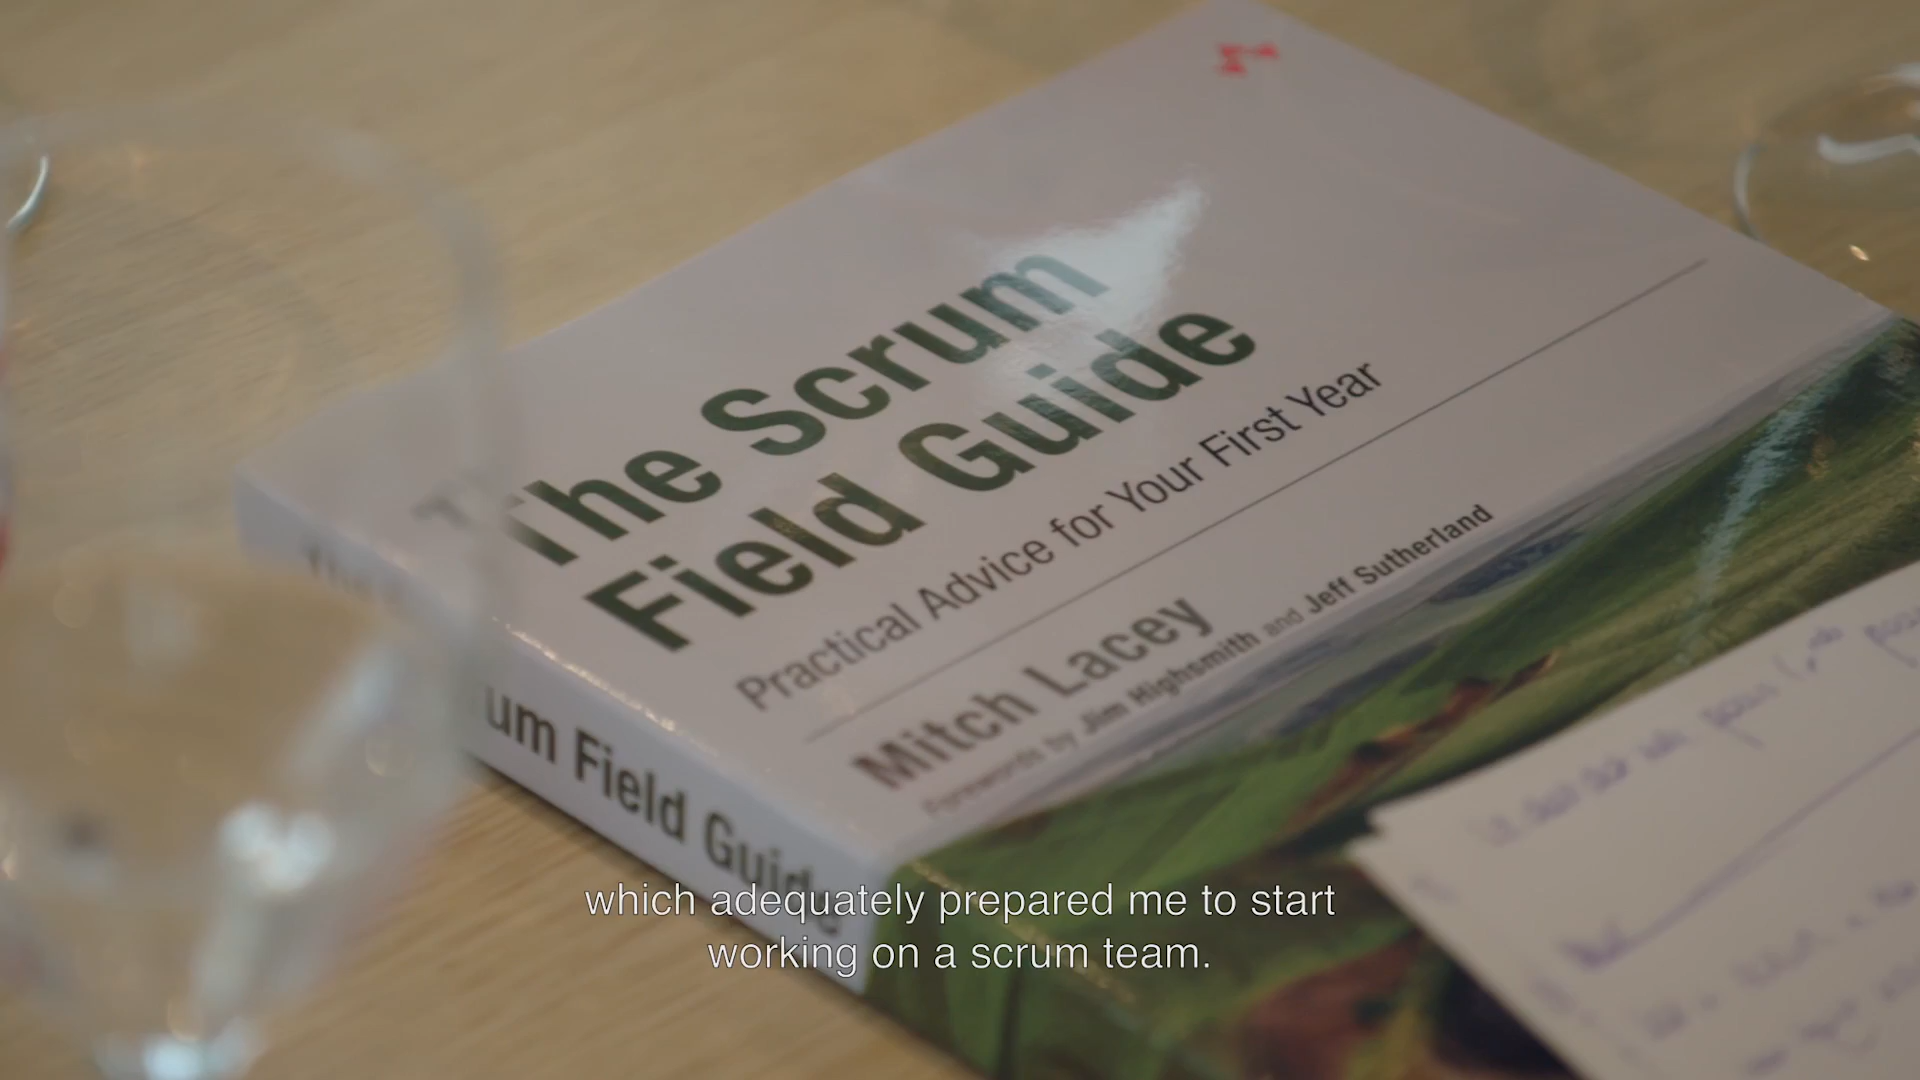 The Scrum
Field Guide
Practical Advice for Your First Year
Mitch Lacey
Forewords by Jim Highsmith and Jeff Sutherland
um Field Guide
which adequately prepared me to start
working on a scrum team.